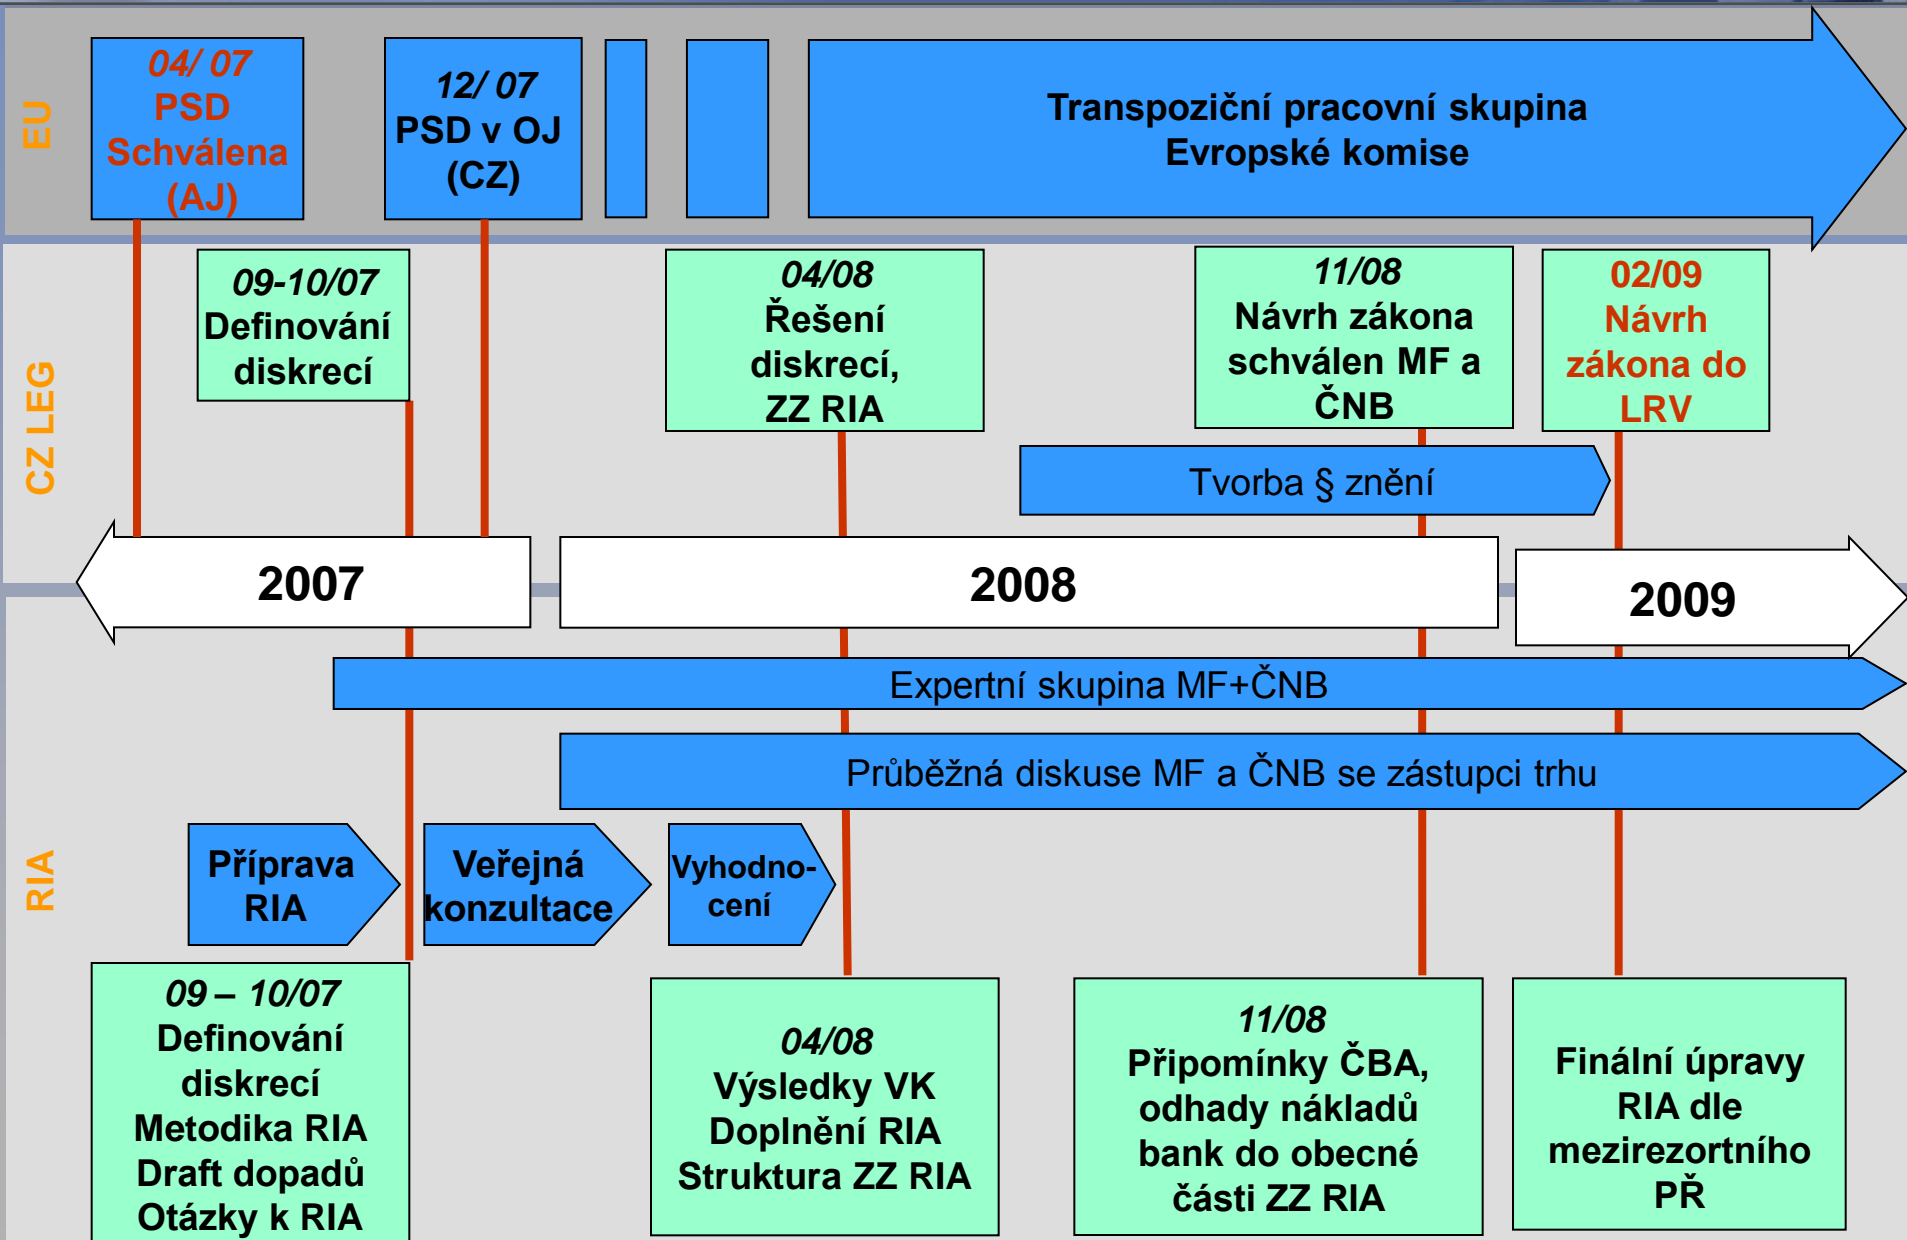 EU
04/ 07
PSD
Schválena
(AJ)
12/ 07
PSD v OJ
(CZ)
Transpoziční pracovní skupina
Evropské komise
CZ LEG
09-10/07
Definování
diskrecí
04/08
Řešení
diskrecí,
ZZ RIA
11/08
Návrh zákona
schválen MF a
ČNB
02/09
Návrh
zákona do
LRV
Tvorba § znění
2007
2008
2009
RIA
Expertní skupina MF+ČNB
Průběžná diskuse MF a ČNB se zástupci trhu
Příprava
RIA
Veřejná
konzultace
Vyhodno-
cení
09 – 10/07
Definování
diskrecí
Metodika RIA
Draft dopadů
Otázky k RIA
04/08
Výsledky VK
Doplnění RIA
Struktura ZZ RIA
11/08
Připomínky ČBA,
odhady nákladů
bank do obecné
části ZZ RIA
Finální úpravy
RIA dle
mezirezortního
PŘ